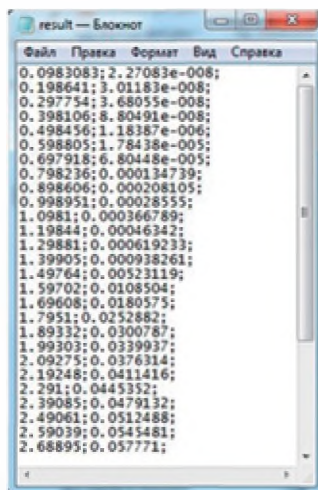 result — Блокнот
Файл Правка Формат Вид Справка
0.0983083;2.27083e-008;
0.198641;3.01183e-008;
0.297754;3.68055e-008;
0.398106;8.80491e-008;
0.498456;1.18387e-006;
0.598805;1.78438e-005;
0.697918;6.80448e-005;
0.798236;0.000134739;
0.898606;0.000208105;
0.998951;0.00028555;
1.0981;0.000366789;
1.19844;0.00046342;
1.29881;0.000619233;
1.39905;0.000938261;
1.49764;0.00523119;
1.59702;0.0108504;
1.69608;0.0180575;
1.7951;0.0252882;
1.89332;0.0300787;
1.99303;0.0339937;
2.09275;0.0376314;
2.19248;0.0411416;
2.291;0.0445352;
2.39085;0.0479132;
2.49061;0.0512488;
2.59039;0.0545481;
2.68895;0.057771;